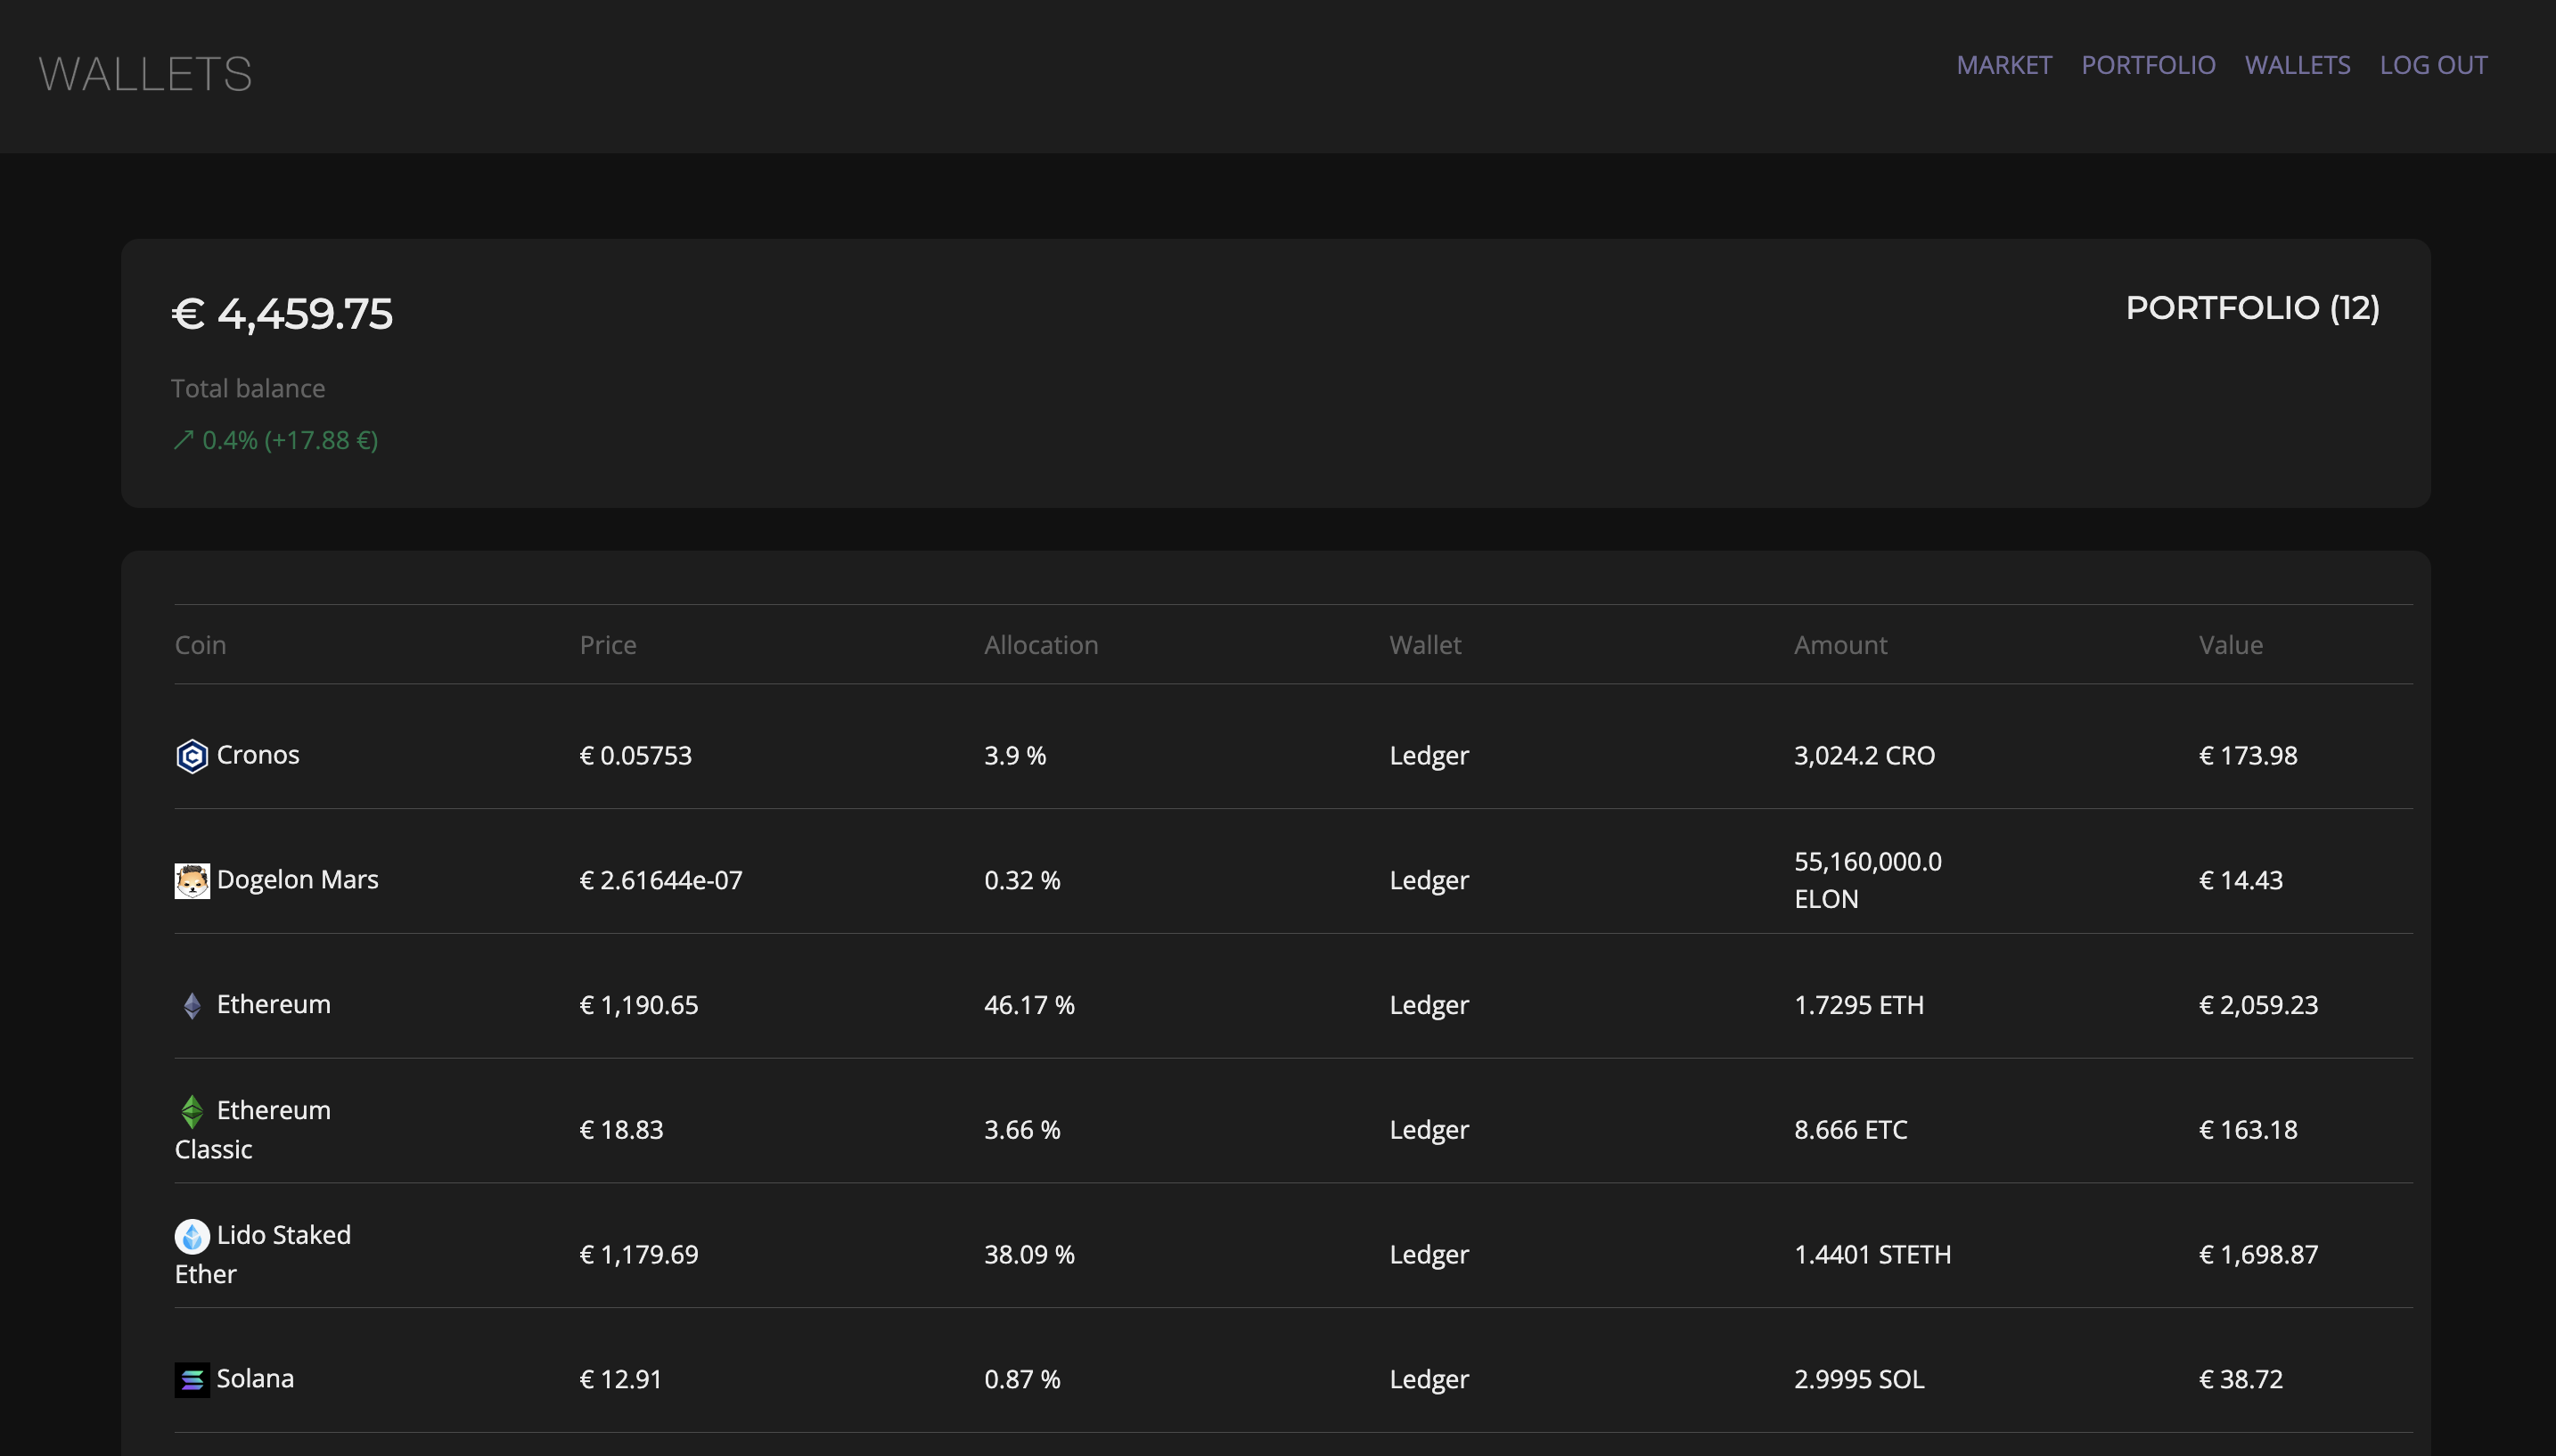 WALLETS
MARKET PORTFOLIO WALLETS LOG OUT
€ 4,459.75
PORTFOLIO (12)
Total balance
↗ 0.4% (+17.88 €)
Coin Price Allocation Wallet Amount Value
Cronos € 0.05753 3.9 % Ledger 3,024.2 CRO € 173.98
Dogelon Mars € 2.61644e-07 0.32 % Ledger 55,160,000.0 ELON € 14.43
Ethereum € 1,190.65 46.17 % Ledger 1.7295 ETH € 2,059.23
Ethereum Classic € 18.83 3.66 % Ledger 8.666 ETC € 163.18
Lido Staked Ether € 1,179.69 38.09 % Ledger 1.4401 STETH € 1,698.87
Solana € 12.91 0.87 % Ledger 2.9995 SOL € 38.72